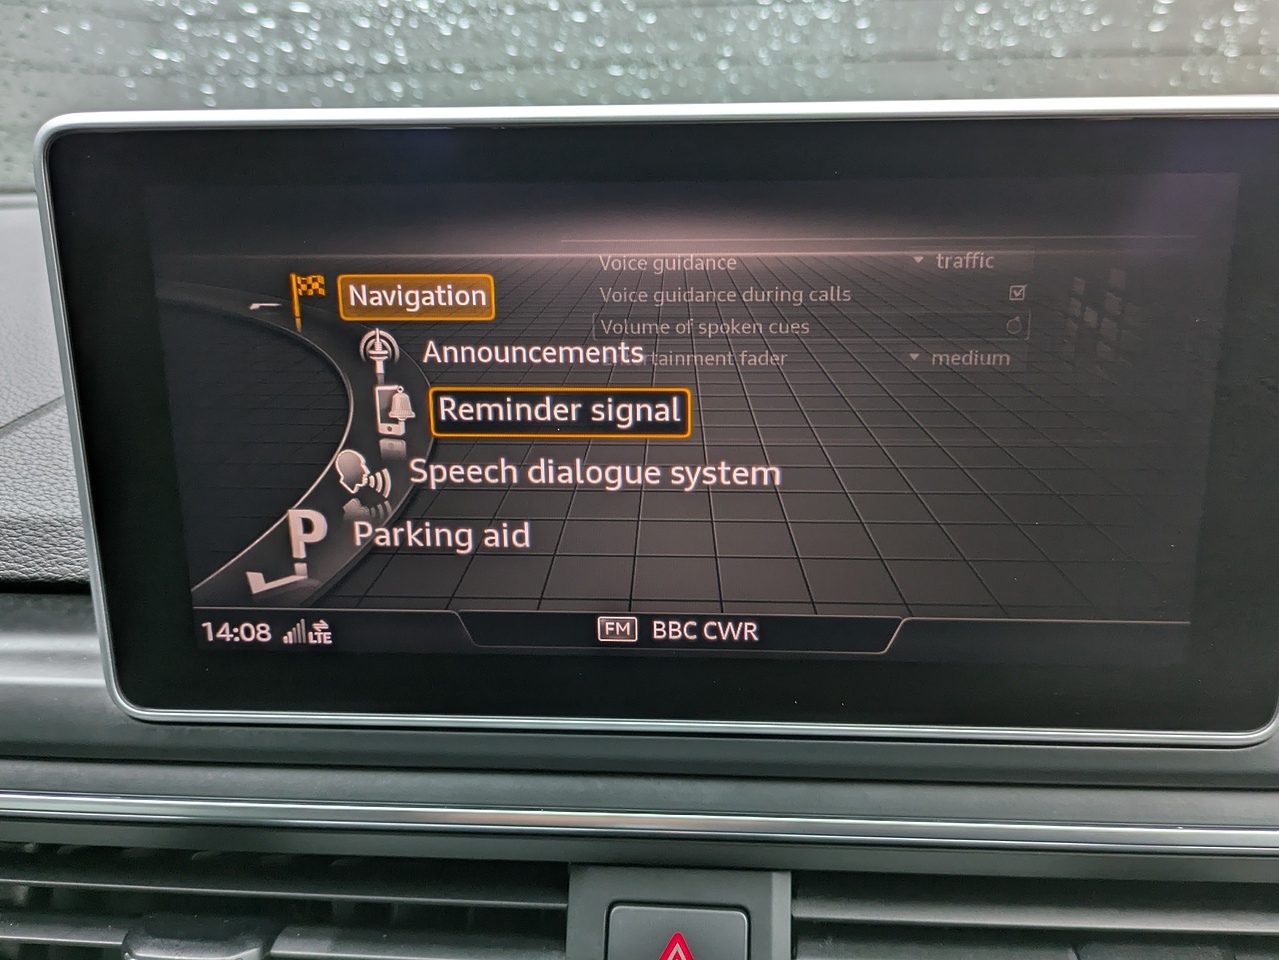 Voice guidance traffic
Voice guidance during calls
Navigation
Volume of spoken cues
Announcements
tainment fader medium
Reminder signal
Speech dialogue system
P Parking aid
14:08 LTE FM BBC CWR